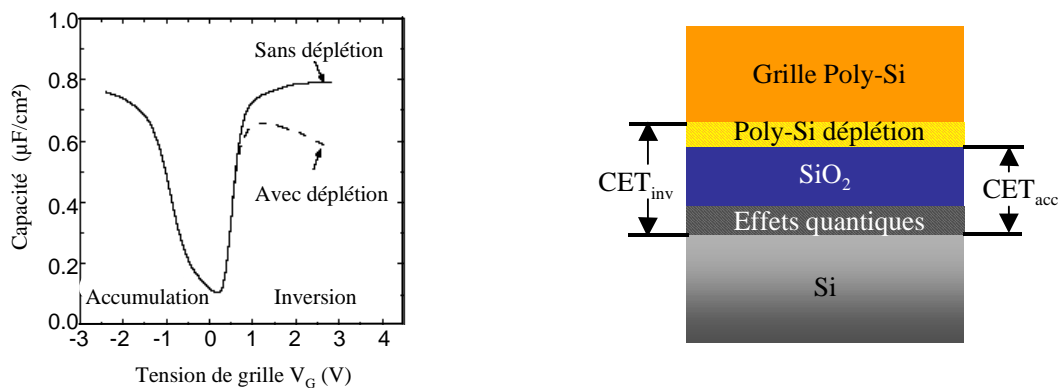 1.0
Sans déplétion
0.8
0.6
Avec déplétion
0.4
0.2
Accumulation
Inversion
0.0
-3 -2 -1 0 1 2 3 4
Capacité (µF/cm²)
Tension de grille V_G (V)
Grille Poly-Si
Poly-Si déplétion
CET_inv
SiO₂
CET_acc
Effets quantiques
Si